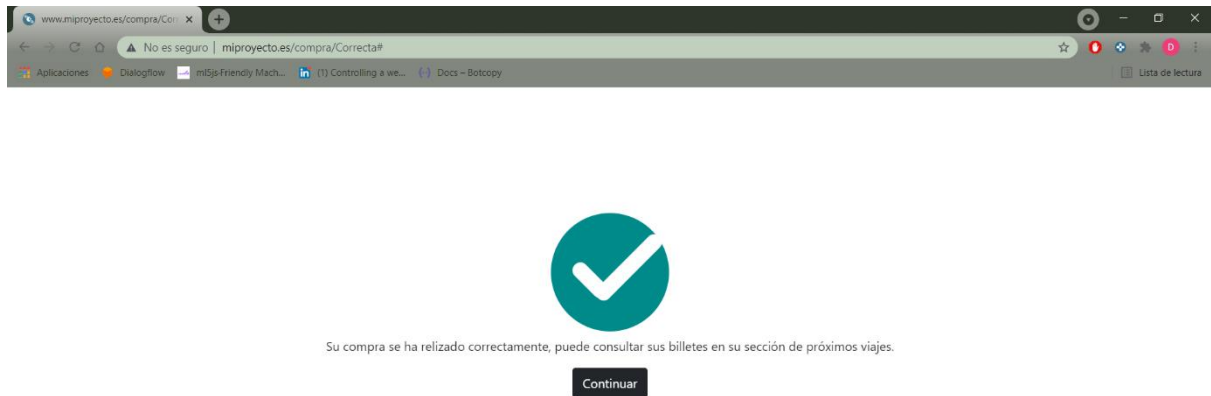 www.miproyecto.es/compra/Corr
No es seguro | miproyecto.es/compra/Correcta#
D
Aplicaciones Dialogflow ml5js·Friendly Mach... (1) Controlling a we... Docs – Botcopy Lista de lectura
Su compra se ha relizado correctamente, puede consultar sus billetes en su sección de próximos viajes.
Continuar